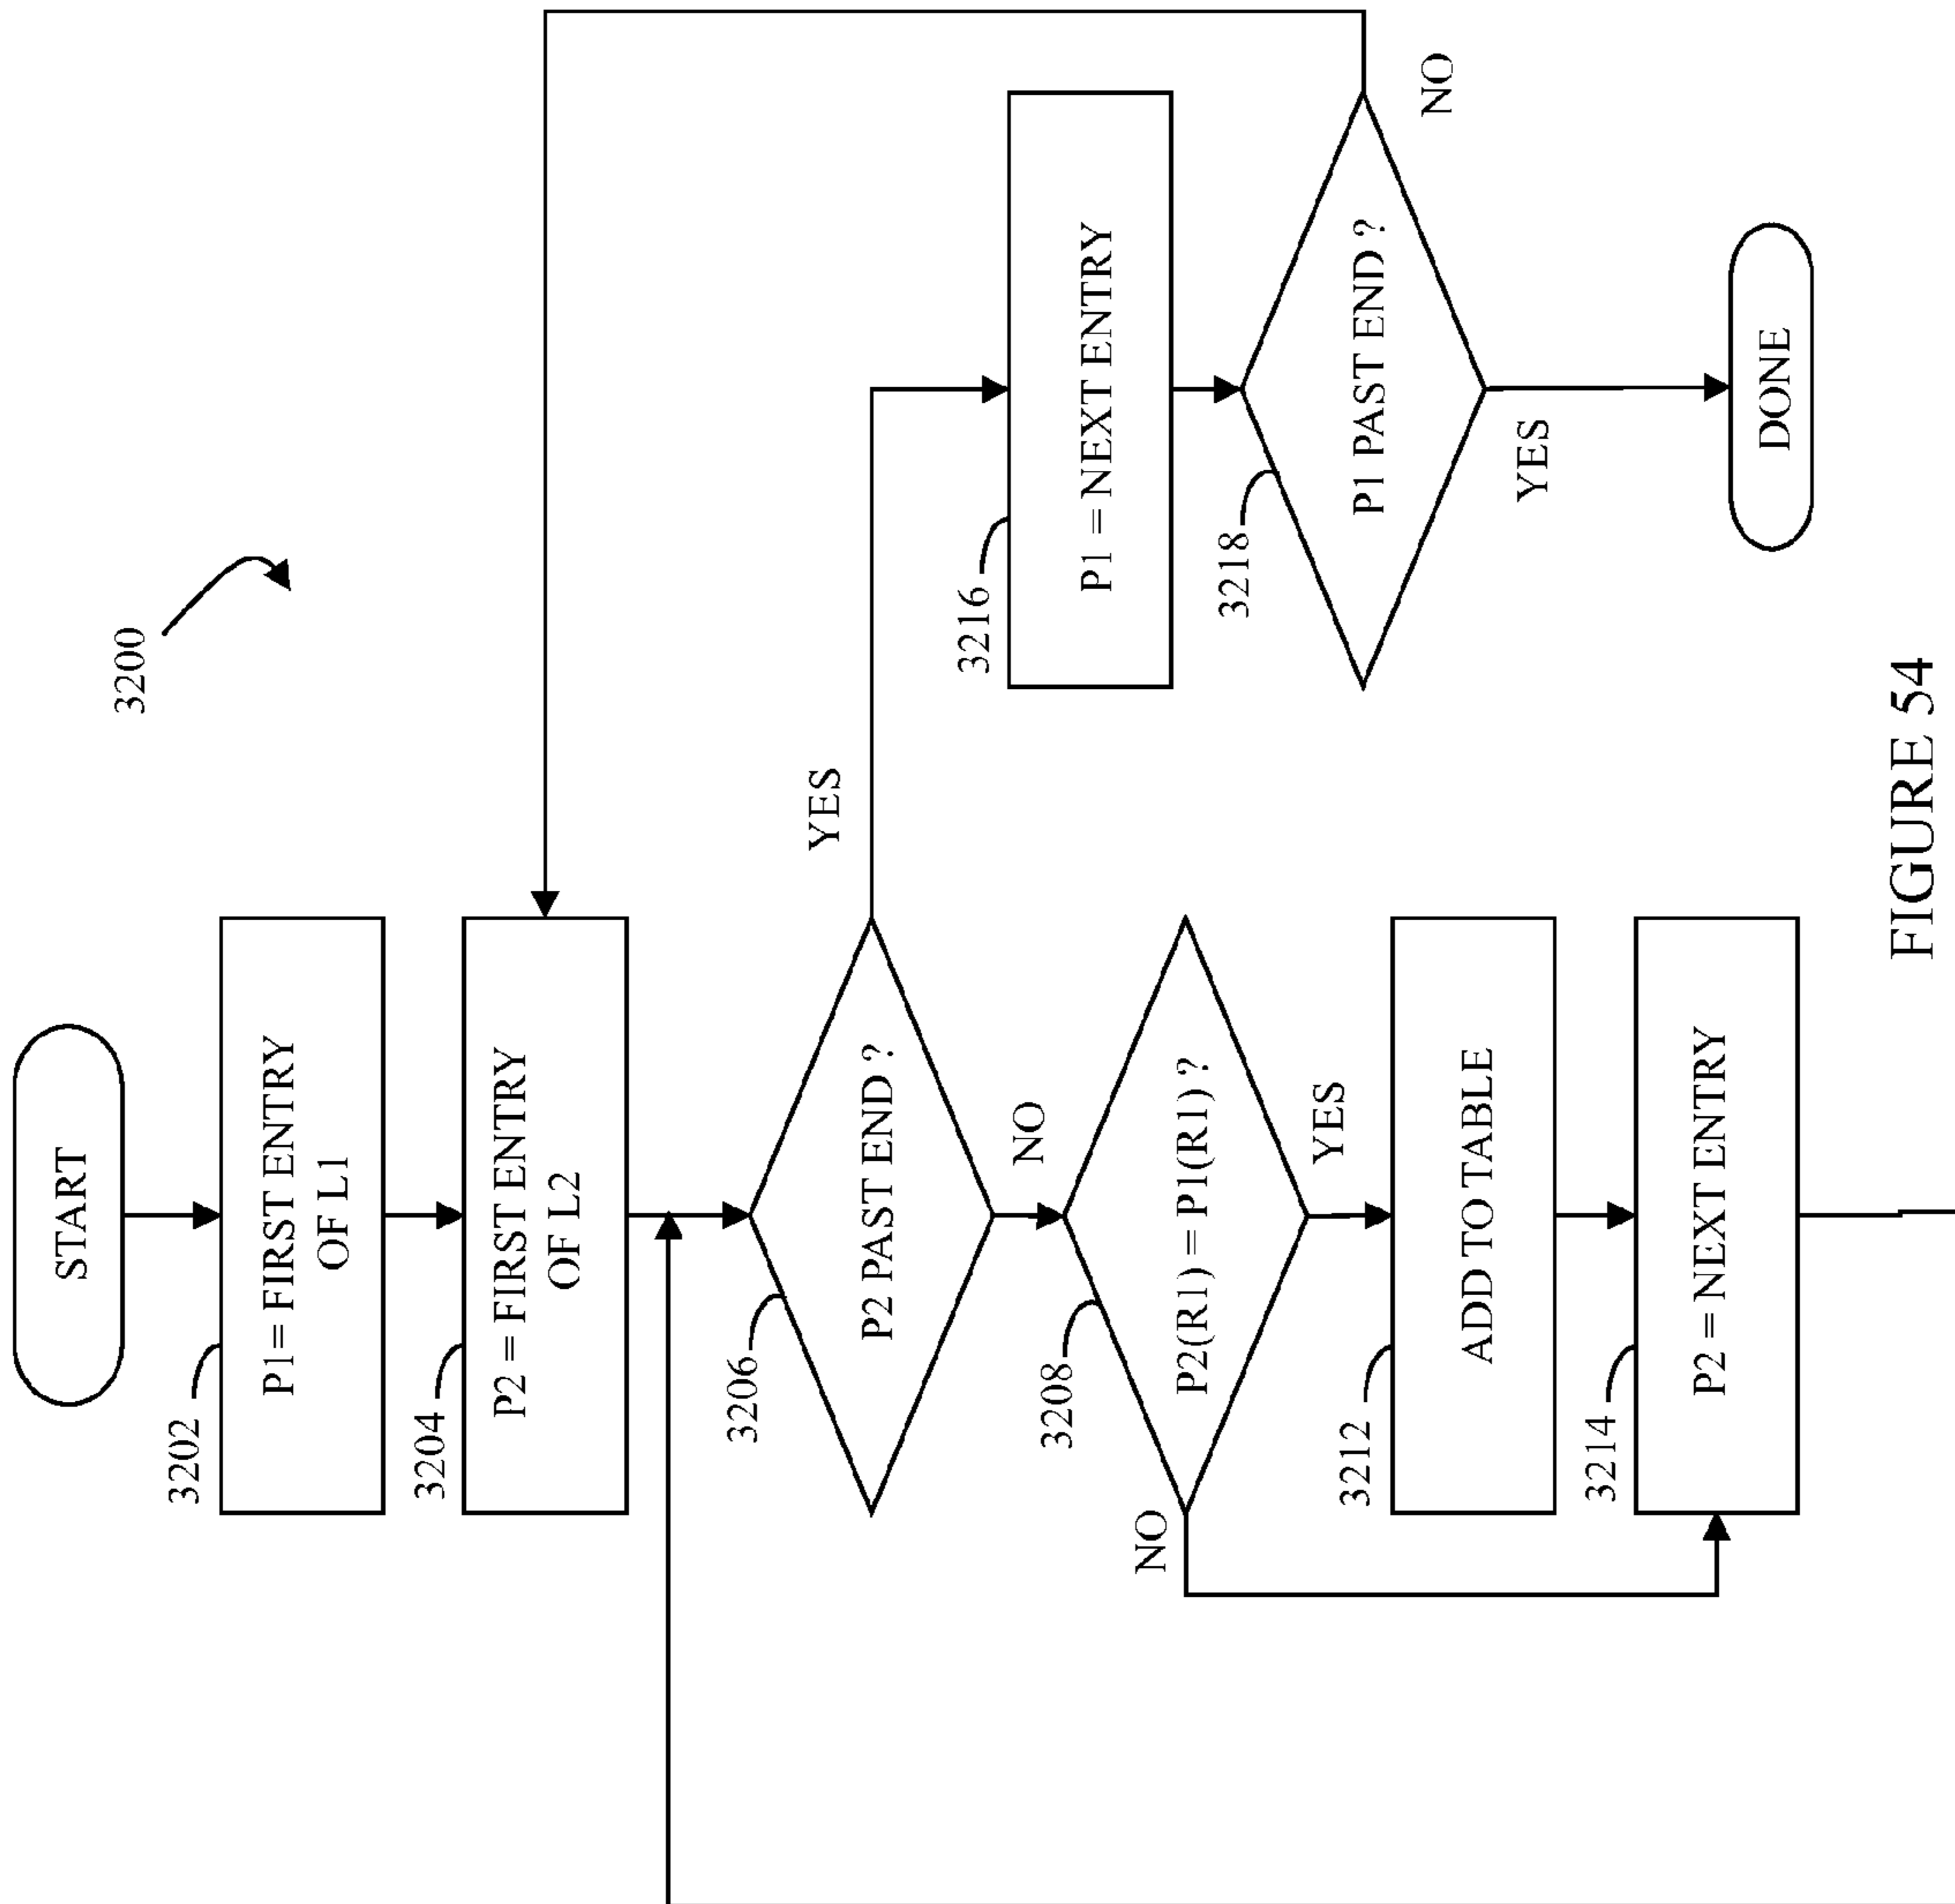 3200
START
3202
P1= FIRST ENTRY
OF L1
3204
P2 = FIRST ENTRY
OF L2
3206
P2 PAST END ?
YES
NO
3208
P2(R1) = P1(R1) ?
NO
YES
3212
ADD TO TABLE
3214
P2 = NEXT ENTRY
3216
P1 = NEXT ENTRY
3218
P1 PAST END ?
NO
YES
DONE
FIGURE 54